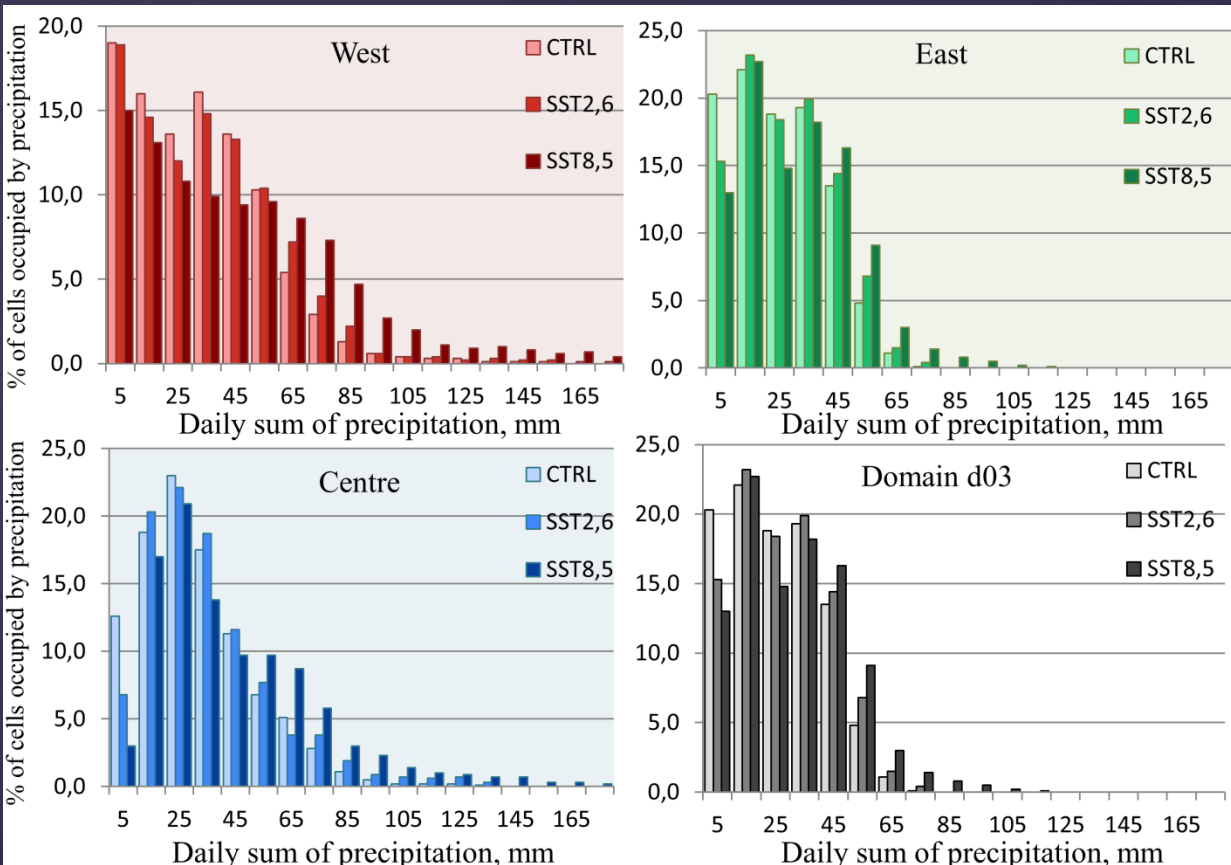 % of cells occupied by precipitation
20,0
15,0
10,0
5,0
0,0
West
CTRL
SST2,6
SST8,5
5 25 45 65 85 105 125 145 165
Daily sum of precipitation, mm
25,0
20,0
15,0
10,0
5,0
0,0
East
CTRL
SST2,6
SST8,5
5 25 45 65 85 105 125 145 165
Daily sum of precipitation, mm
% of cells occupied by precipitation
25,0
20,0
15,0
10,0
5,0
0,0
Centre
CTRL
SST2,6
SST8,5
5 25 45 65 85 105 125 145 165
Daily sum of precipitation, mm
25,0
20,0
15,0
10,0
5,0
0,0
Domain d03
CTRL
SST2,6
SST8,5
5 25 45 65 85 105 125 145 165
Daily sum of precipitation, mm